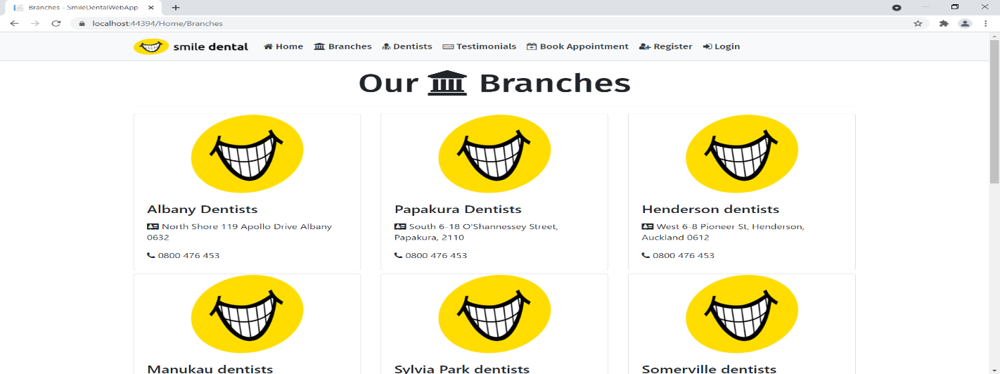 Branches - SmileDentalWebApp
localhost:44394/Home/Branches
smile dental Home Branches Dentists Testimonials Book Appointment Register Login
Our Branches
Albany Dentists
North Shore 119 Apollo Drive Albany
0632
0800 476 453
Papakura Dentists
South 6-18 O'Shannessey Street,
Papakura, 2110
0800 476 453
Henderson dentists
West 6-8 Pioneer St, Henderson,
Auckland 0612
0800 476 453
Manukau dentists
Sylvia Park dentists
Somerville dentists